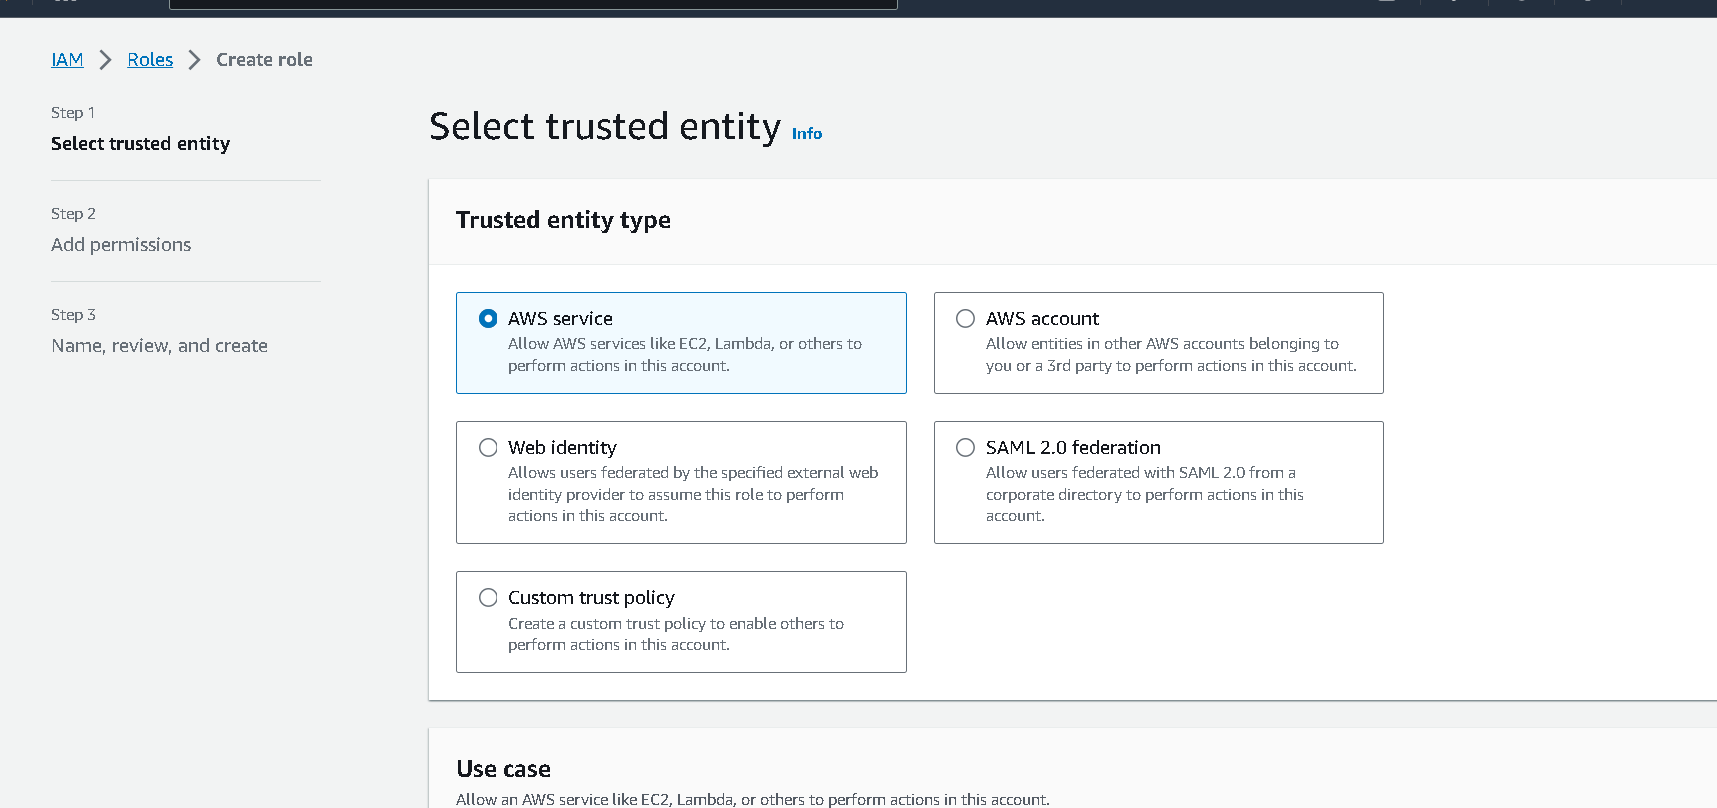 IAM > Roles > Create role
Step 1
Select trusted entity
Step 2
Add permissions
Step 3
Name, review, and create
Select trusted entity Info
Trusted entity type
AWS service
Allow AWS services like EC2, Lambda, or others to
perform actions in this account.
AWS account
Allow entities in other AWS accounts belonging to
you or a 3rd party to perform actions in this account.
Web identity
Allows users federated by the specified external web
identity provider to assume this role to perform
actions in this account.
SAML 2.0 federation
Allow users federated with SAML 2.0 from a
corporate directory to perform actions in this
account.
Custom trust policy
Create a custom trust policy to enable others to
perform actions in this account.
Use case
Allow an AWS service like EC2, Lambda, or others to perform actions in this account.